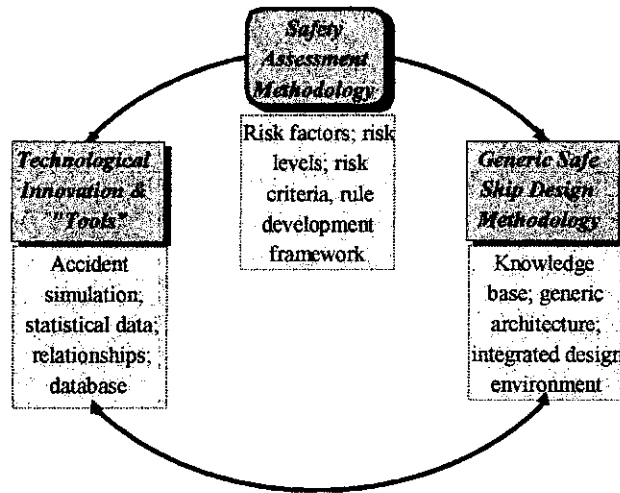 Safety
Assessment
Methodology
Risk factors; risk
levels; risk
criteria, rule
development
framework
Technological
Innovation &
"Tools"
Accident
simulation;
statistical data;
relationships;
database
Generic Safe
Ship Design
Methodology
Knowledge
base; generic
architecture;
integrated design
environment